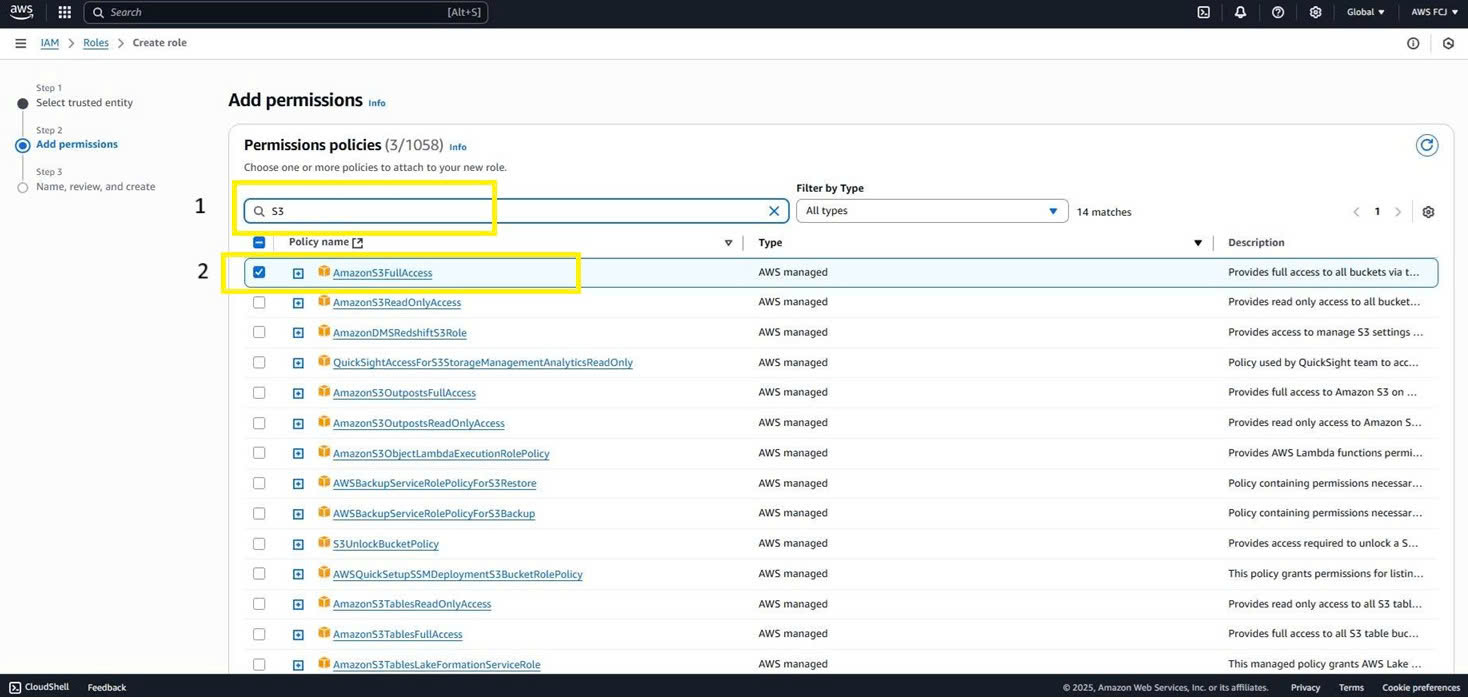 aws
Search [Alt+S] Global AWS FCJ
IAM Roles Create role
Step 1
Select trusted entity
Step 2
Add permissions
Step 3
Name, review, and create
Add permissions Info
Permissions policies (3/1058) Info
Choose one or more policies to attach to your new role.
Filter by Type
1 S3 All types 14 matches 1
Policy name Type Description
2 AmazonS3FullAccess AWS managed Provides full access to all buckets via t...
AmazonS3ReadOnlyAccess AWS managed Provides read only access to all bucket...
AmazonDMSRedshiftS3Role AWS managed Provides access to manage S3 settings ...
QuickSightAccessForS3StorageManagementAnalyticsReadOnly AWS managed Policy used by QuickSight team to acc...
AmazonS3OutpostsFullAccess AWS managed Provides full access to Amazon S3 on ...
AmazonS3OutpostsReadOnlyAccess AWS managed Provides read only access to Amazon S...
AmazonS3ObjectLambdaExecutionRolePolicy AWS managed Provides AWS Lambda functions permi...
AWSBackupServiceRolePolicyForS3Restore AWS managed Policy containing permissions necessar...
AWSBackupServiceRolePolicyForS3Backup AWS managed Policy containing permissions necessar...
S3UnlockBucketPolicy AWS managed Provides access required to unlock a S...
AWSQuickSetupSSMDeploymentS3BucketRolePolicy AWS managed This policy grants permissions for listin...
AmazonS3TablesReadOnlyAccess AWS managed Provides read only access to all S3 tabl...
AmazonS3TablesFullAccess AWS managed Provides full access to all S3 table buc...
AmazonS3TablesLakeFormationServiceRole AWS managed This managed policy grants AWS Lake ...
CloudShell Feedback © 2025, Amazon Web Services, Inc. or its affiliates. Privacy Terms Cookie preferences